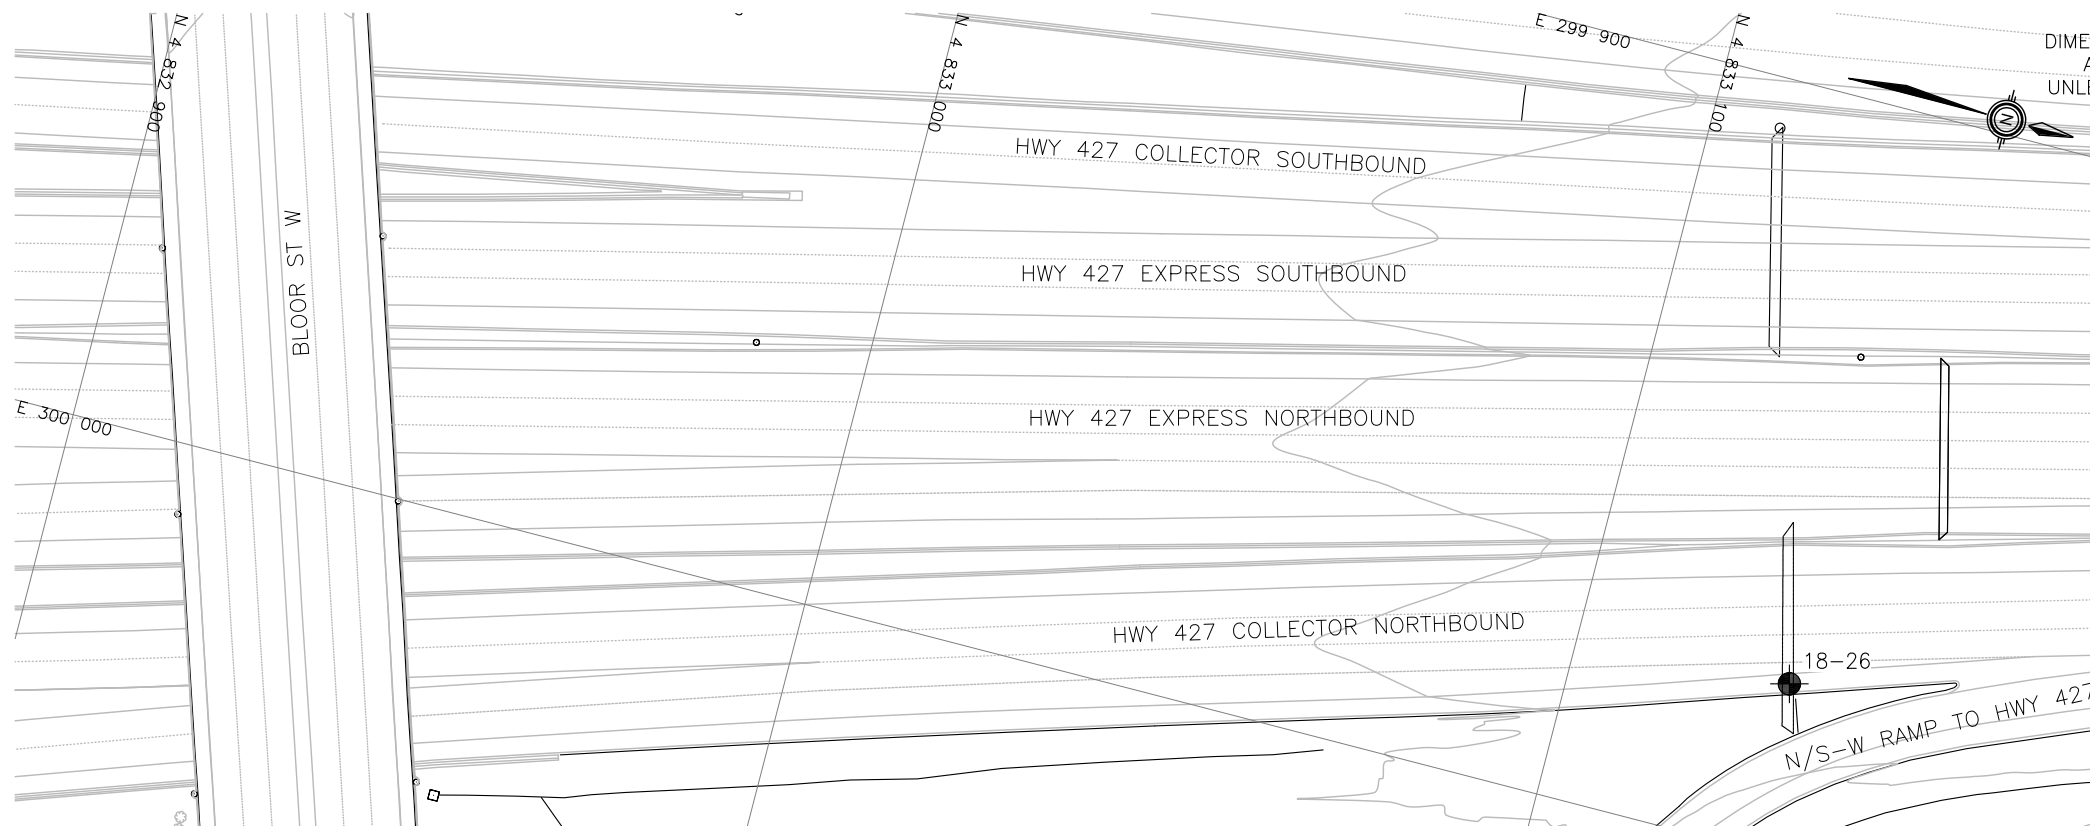 N 4 832 900
N 4 833 000
E 299 900
N 4 833 100
DIME
A
UNLE
N
HWY 427 COLLECTOR SOUTHBOUND
BLOOR ST W
HWY 427 EXPRESS SOUTHBOUND
E 300 000
HWY 427 EXPRESS NORTHBOUND
HWY 427 COLLECTOR NORTHBOUND
18-26
N/S-W RAMP TO HWY 427